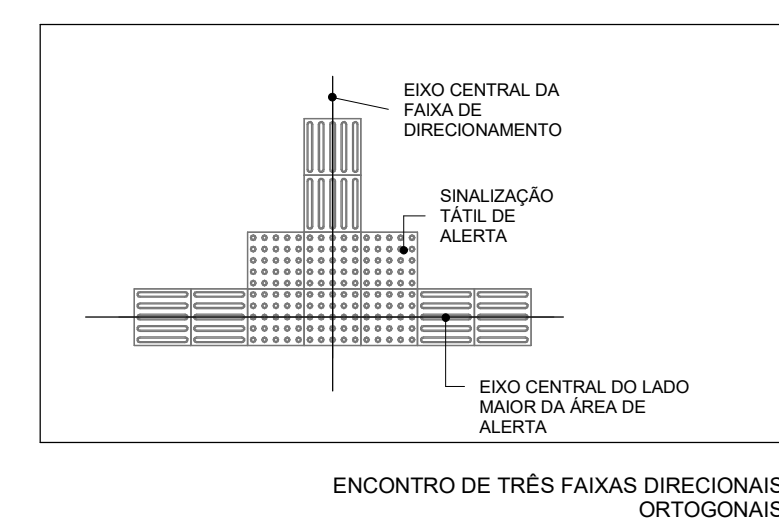 EIXO CENTRAL DA
FAIXA DE
DIRECIONAMENTO
SINALIZAÇÃO
TÁTIL DE
ALERTA
EIXO CENTRAL DO LADO
MAIOR DA ÁREA DE
ALERTA
ENCONTRO DE TRÊS FAIXAS DIRECIONAIS
ORTOGONAIS